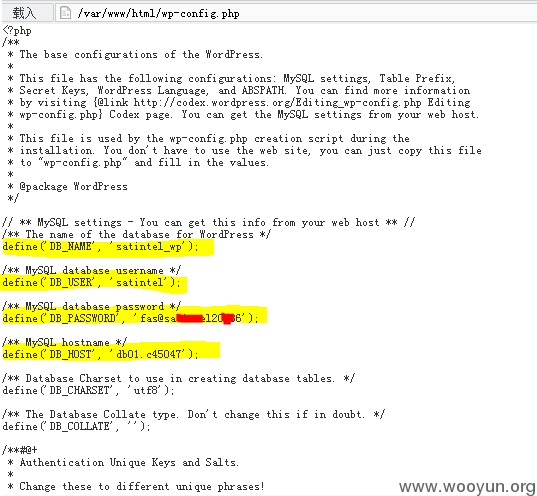 载入 /var/www/html/wp-config.php
<?php
/**
 * The base configurations of the WordPress.
 *
 * This file has the following configurations: MySQL settings, Table Prefix,
 * Secret Keys, WordPress Language, and ABSPATH. You can find more information
 * by visiting {@link http://codex.wordpress.org/Editing_wp-config.php Editing
 * wp-config.php} Codex page. You can get the MySQL settings from your web host.
 *
 * This file is used by the wp-config.php creation script during the
 * installation. You don't have to use the web site, you can just copy this file
 * to "wp-config.php" and fill in the values.
 *
 * @package WordPress
 */

// ** MySQL settings - You can get this info from your web host ** //
/** The name of the database for WordPress */
define('DB_NAME', 'satintel_wp');

/** MySQL database username */
define('DB_USER', 'satintel');

/** MySQL database password */
define('DB_PASSWORD', ');

/** MySQL hostname */
define('DB_HOST', 'db01.c45047');

/** Database Charset to use in creating database tables. */
define('DB_CHARSET', 'utf8');

/** The Database Collate type. Don't change this if in doubt. */
define('DB_COLLATE', '');

/**#@+
 * Authentication Unique Keys and Salts.
 *
 * Change these to different unique phrases!
www.wooyun.org